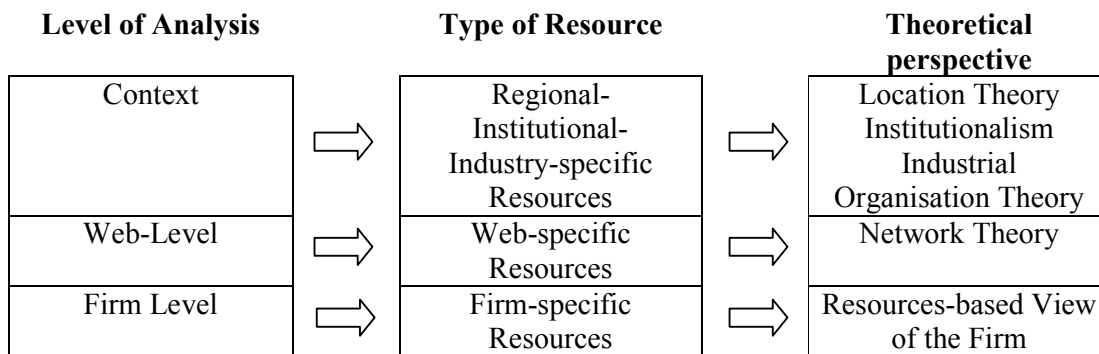 Level of Analysis
Type of Resource
Theoretical
perspective
Context
Regional-
Institutional-
Industry-specific
Resources
Location Theory
Institutionalism
Industrial
Organisation Theory
Web-Level
Web-specific
Resources
Network Theory
Firm Level
Firm-specific
Resources
Resources-based View
of the Firm